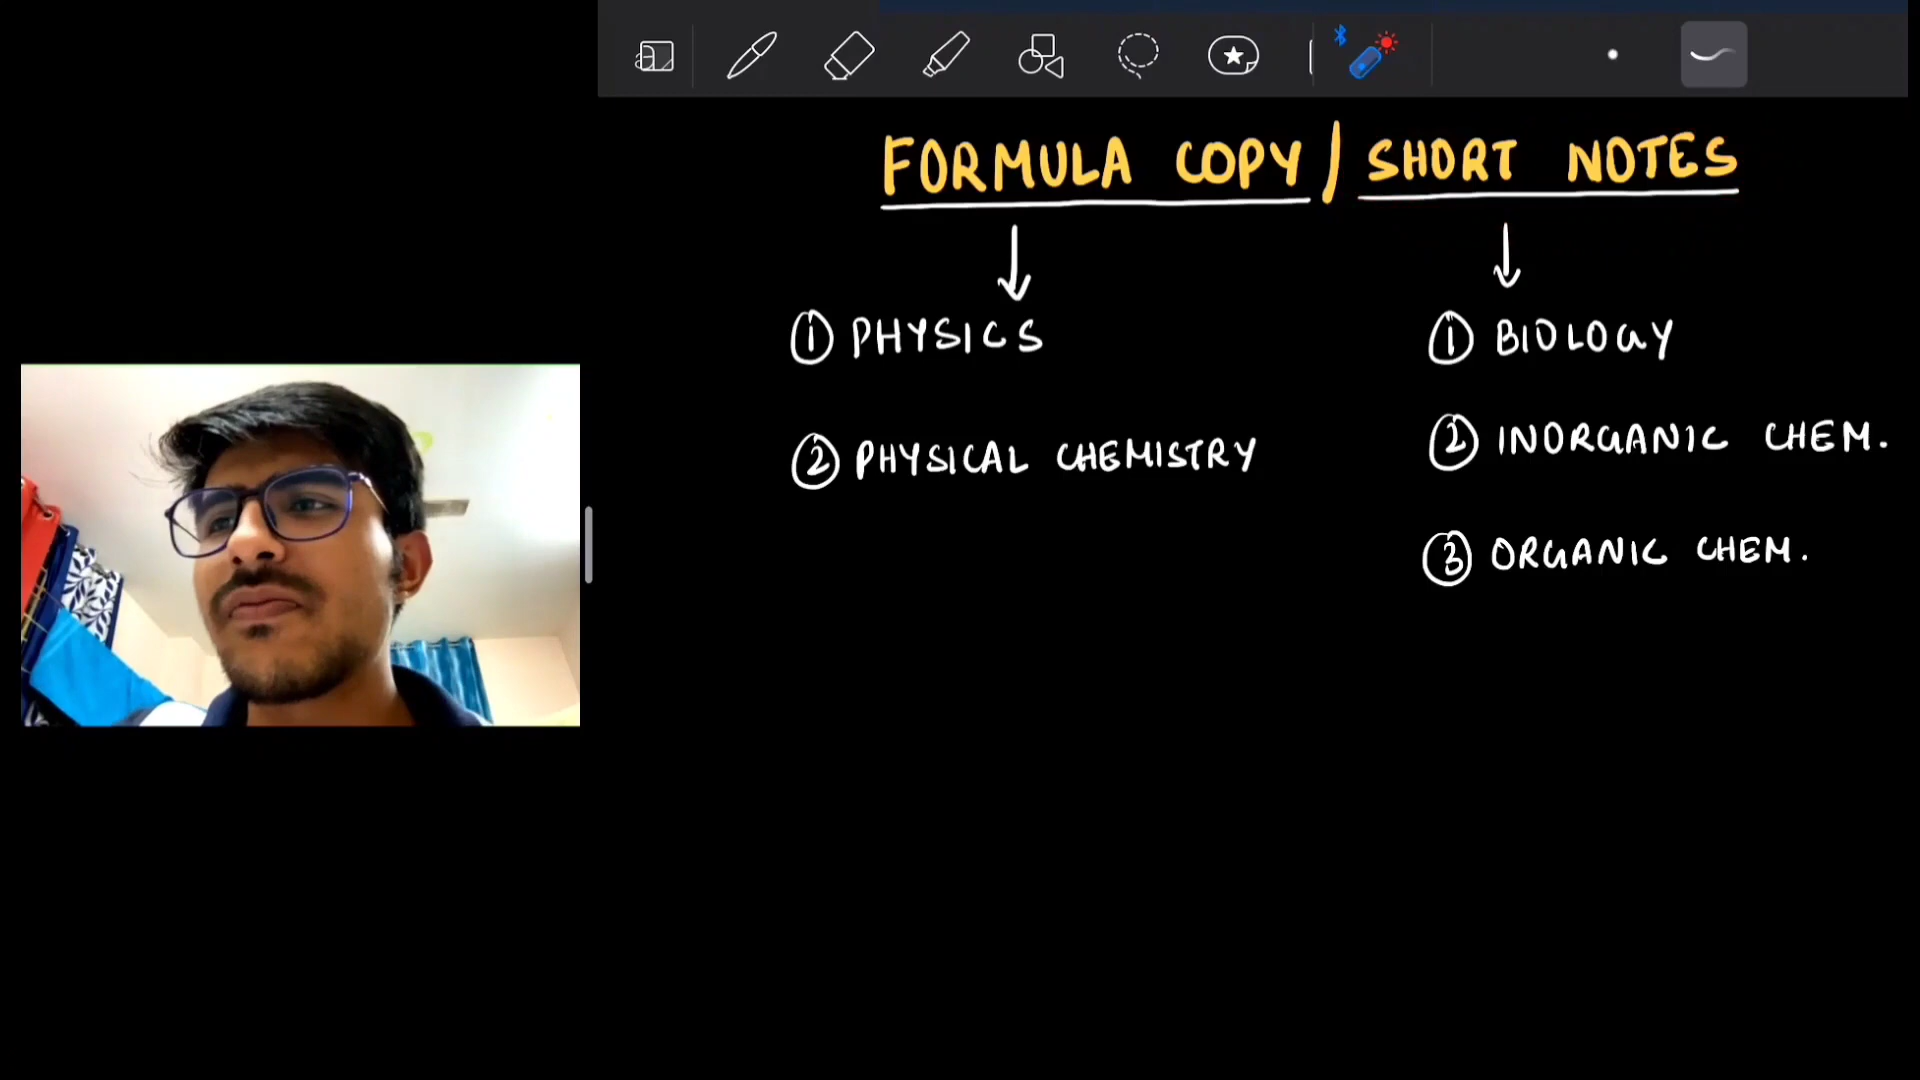 FORMULA COPY / SHORT NOTES
① PHYSICS
② PHYSICAL CHEMISTRY
① BIOLOGY
② INORGANIC CHEM.
③ ORGANIC CHEM.